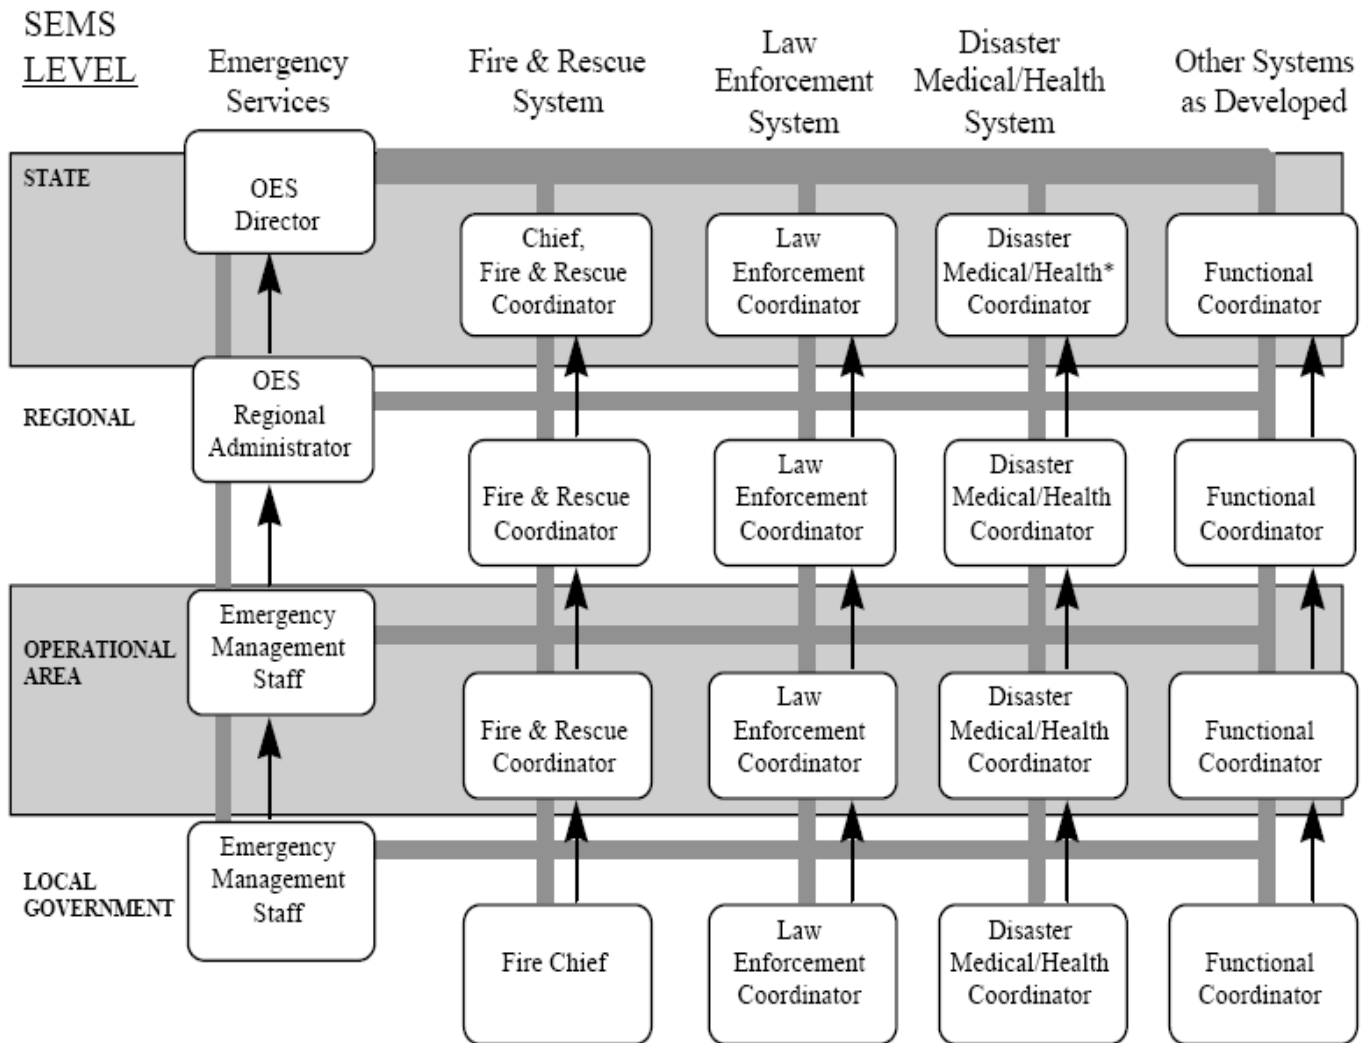 SEMS
LEVEL
Emergency
Services
Fire & Rescue
System
Law
Enforcement
System
Disaster
Medical/Health
System
Other Systems
as Developed
STATE
OES
Director
Chief,
Fire & Rescue
Coordinator
Law
Enforcement
Coordinator
Disaster
Medical/Health*
Coordinator
Functional
Coordinator
REGIONAL
OES
Regional
Administrator
Fire & Rescue
Coordinator
Law
Enforcement
Coordinator
Disaster
Medical/Health
Coordinator
Functional
Coordinator
OPERATIONAL
AREA
Emergency
Management
Staff
Fire & Rescue
Coordinator
Law
Enforcement
Coordinator
Disaster
Medical/Health
Coordinator
Functional
Coordinator
LOCAL
GOVERNMENT
Emergency
Management
Staff
Fire Chief
Law
Enforcement
Coordinator
Disaster
Medical/Health
Coordinator
Functional
Coordinator